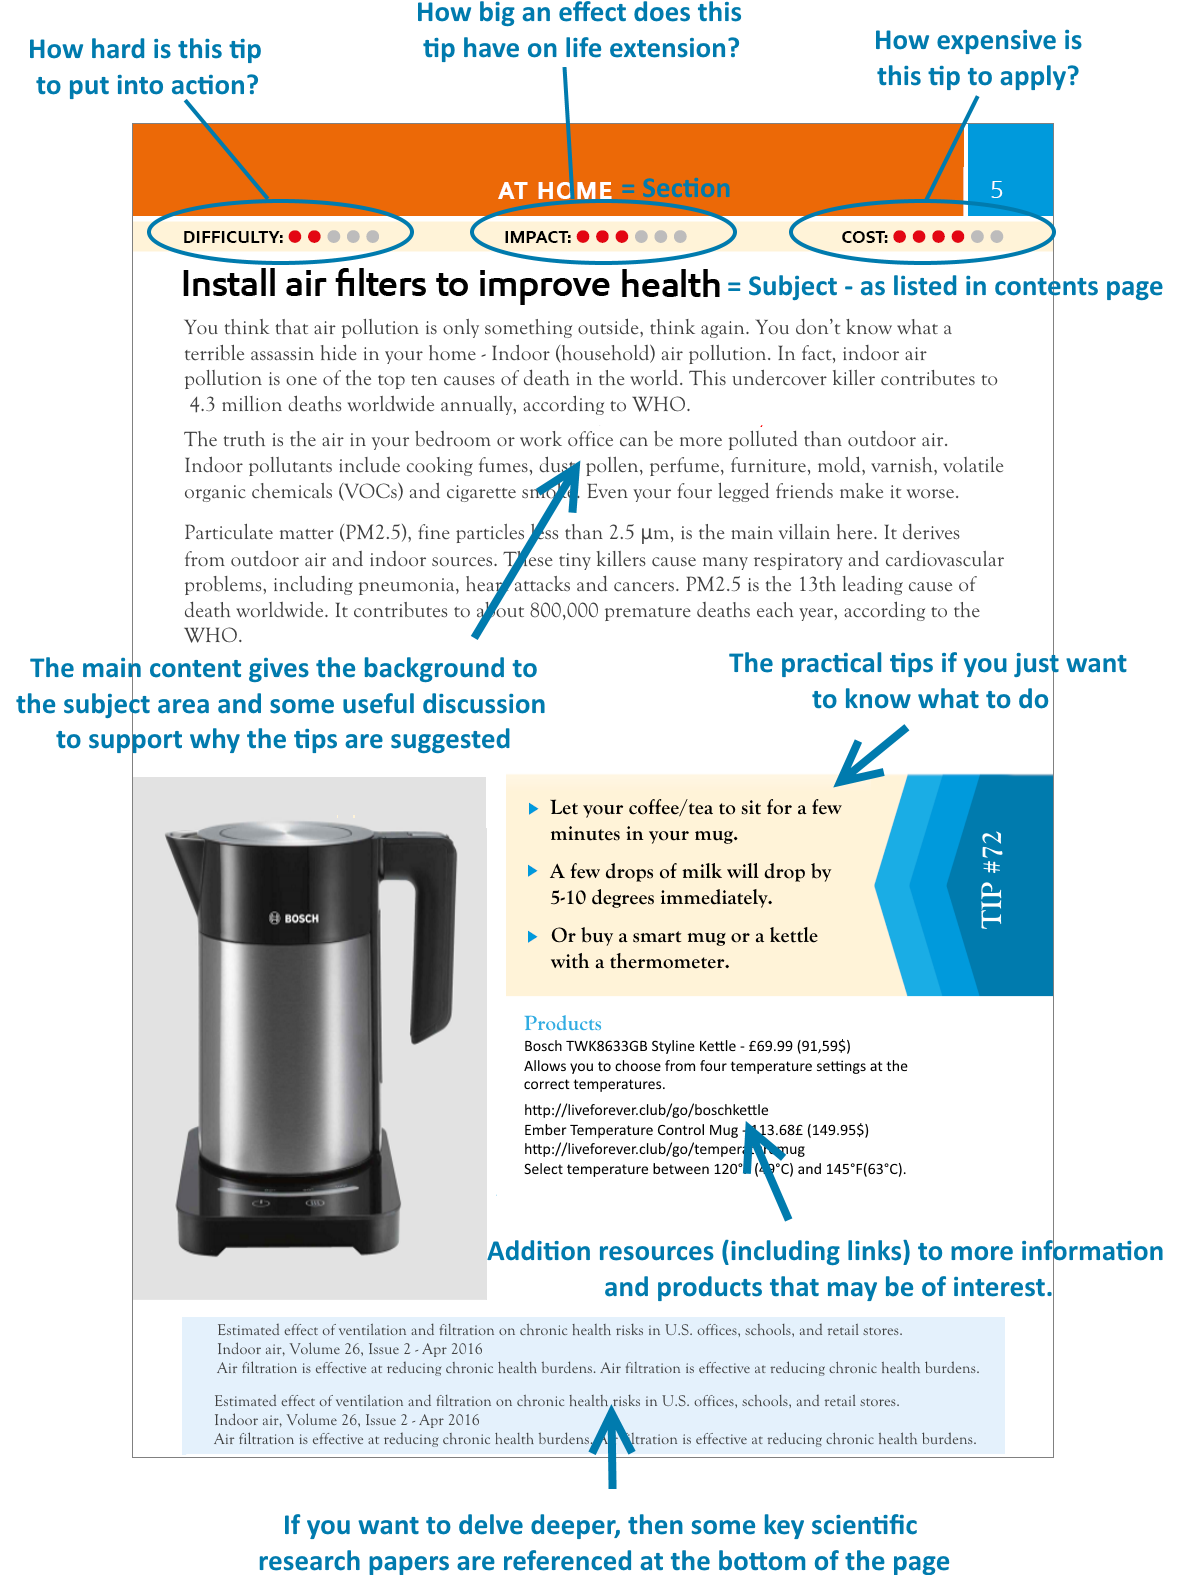 How big an effect does this
tip have on life extension?
How hard is this tip
to put into action?
How expensive is
this tip to apply?
AT HOME = Section
5
DIFFICULTY:
IMPACT:
COST:
Install air filters to improve health = Subject - as listed in contents page
You think that air pollution is only something outside, think again. You don't know what a
terrible assassin hide in your home - Indoor (household) air pollution. In fact, indoor air
pollution is one of the top ten causes of death in the world. This undercover killer contributes to
4.3 million deaths worldwide annually, according to WHO.
The truth is the air in your bedroom or work office can be more polluted than outdoor air.
Indoor pollutants include cooking fumes, dust, pollen, perfume, furniture, mold, varnish, volatile
organic chemicals (VOCs) and cigarette smoke. Even your four legged friends make it worse.
Particulate matter (PM2.5), fine particles less than 2.5 μm, is the main villain here. It derives
from outdoor air and indoor sources. These tiny killers cause many respiratory and cardiovascular
problems, including pneumonia, heart attacks and cancers. PM2.5 is the 13th leading cause of
death worldwide. It contributes to about 800,000 premature deaths each year, according to the
WHO.
The main content gives the background to
the subject area and some useful discussion
to support why the tips are suggested
The practical tips if you just want
to know what to do
BOSCH
Let your coffee/tea to sit for a few
minutes in your mug.
A few drops of milk will drop by
5-10 degrees immediately.
Or buy a smart mug or a kettle
with a thermometer.
TIP #72
Products
Bosch TWK8633GB Styline Kettle - £69.99 (91,59$)
Allows you to choose from four temperature settings at the
correct temperatures.
http://liveforever.club/go/boschkettle
Ember Temperature Control Mug - 113.68£ (149.95$)
http://liveforever.club/go/temperaturemug
Select temperature between 120°F (49°C) and 145°F(63°C).
Addition resources (including links) to more information
and products that may be of interest.
Estimated effect of ventilation and filtration on chronic health risks in U.S. offices, schools, and retail stores.
Indoor air, Volume 26, Issue 2 - Apr 2016
Air filtration is effective at reducing chronic health burdens. Air filtration is effective at reducing chronic health burdens.
Estimated effect of ventilation and filtration on chronic health risks in U.S. offices, schools, and retail stores.
Indoor air, Volume 26, Issue 2 - Apr 2016
Air filtration is effective at reducing chronic health burdens. Air filtration is effective at reducing chronic health burdens.
If you want to delve deeper, then some key scientific
research papers are referenced at the bottom of the page